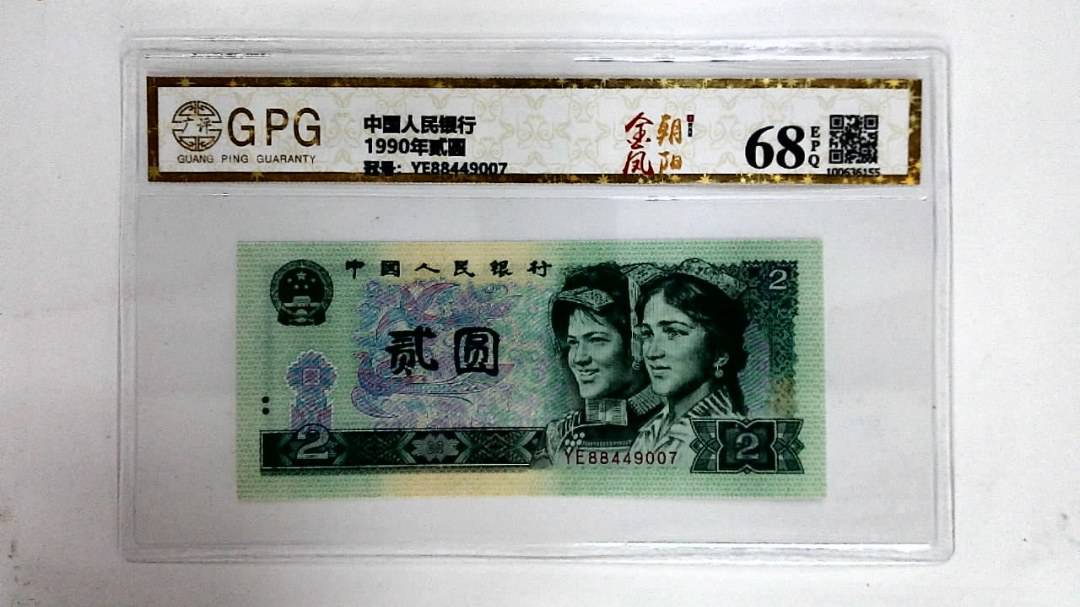 GPG
GUANG PING GUARANTY
中国人民银行
1990年贰圆
冠号: YE88449007
金凤
朝阳
68
EPQ
100636155
中國人民银行
2
贰圆
2
YE88449007
2